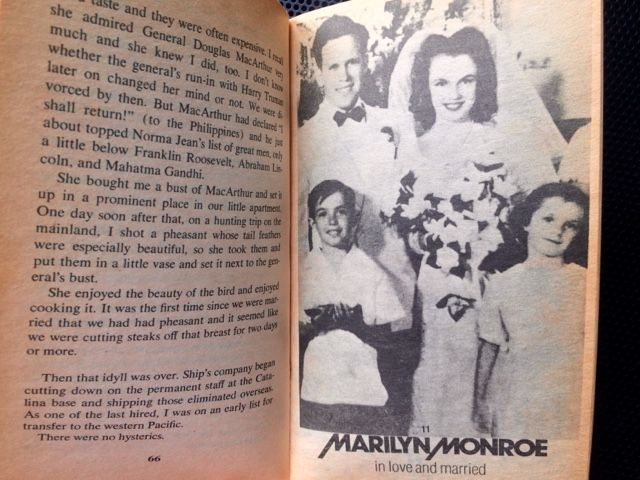 taste and they were often expensive. I recall
she admired General Douglas MacArthur very
much and she knew I did, too. I don't know
whether the general's run-in with Harry Truman
later on changed her mind or not. We were di-
vorced by then. But MacArthur had declared "I
shall return!" (to the Philippines) and he just
about topped Norma Jean's list of great men, only
a little below Franklin Roosevelt, Abraham Lin-
coln, and Mahatma Gandhi.
She bought me a bust of MacArthur and set it
up in a prominent place in our little apartment.
One day soon after that, on a hunting trip on the
mainland, I shot a pheasant whose tail feathers
were especially beautiful, so she took them and
put them in a little vase and set it next to the gen-
eral's bust.
She enjoyed the beauty of the bird and enjoyed
cooking it. It was the first time since we were mar-
ried that we had had pheasant and it seemed like
we were cutting steaks off that breast for two days
or more.
Then that idyll was over. Ship's company began
cutting down on the permanent staff at the Cata-
lina base and shipping those eliminated overseas.
As one of the last hired, I was on an early list for
transfer to the western Pacific.
There were no hysterics.
66
11
MARILYN MONROE
in love and married